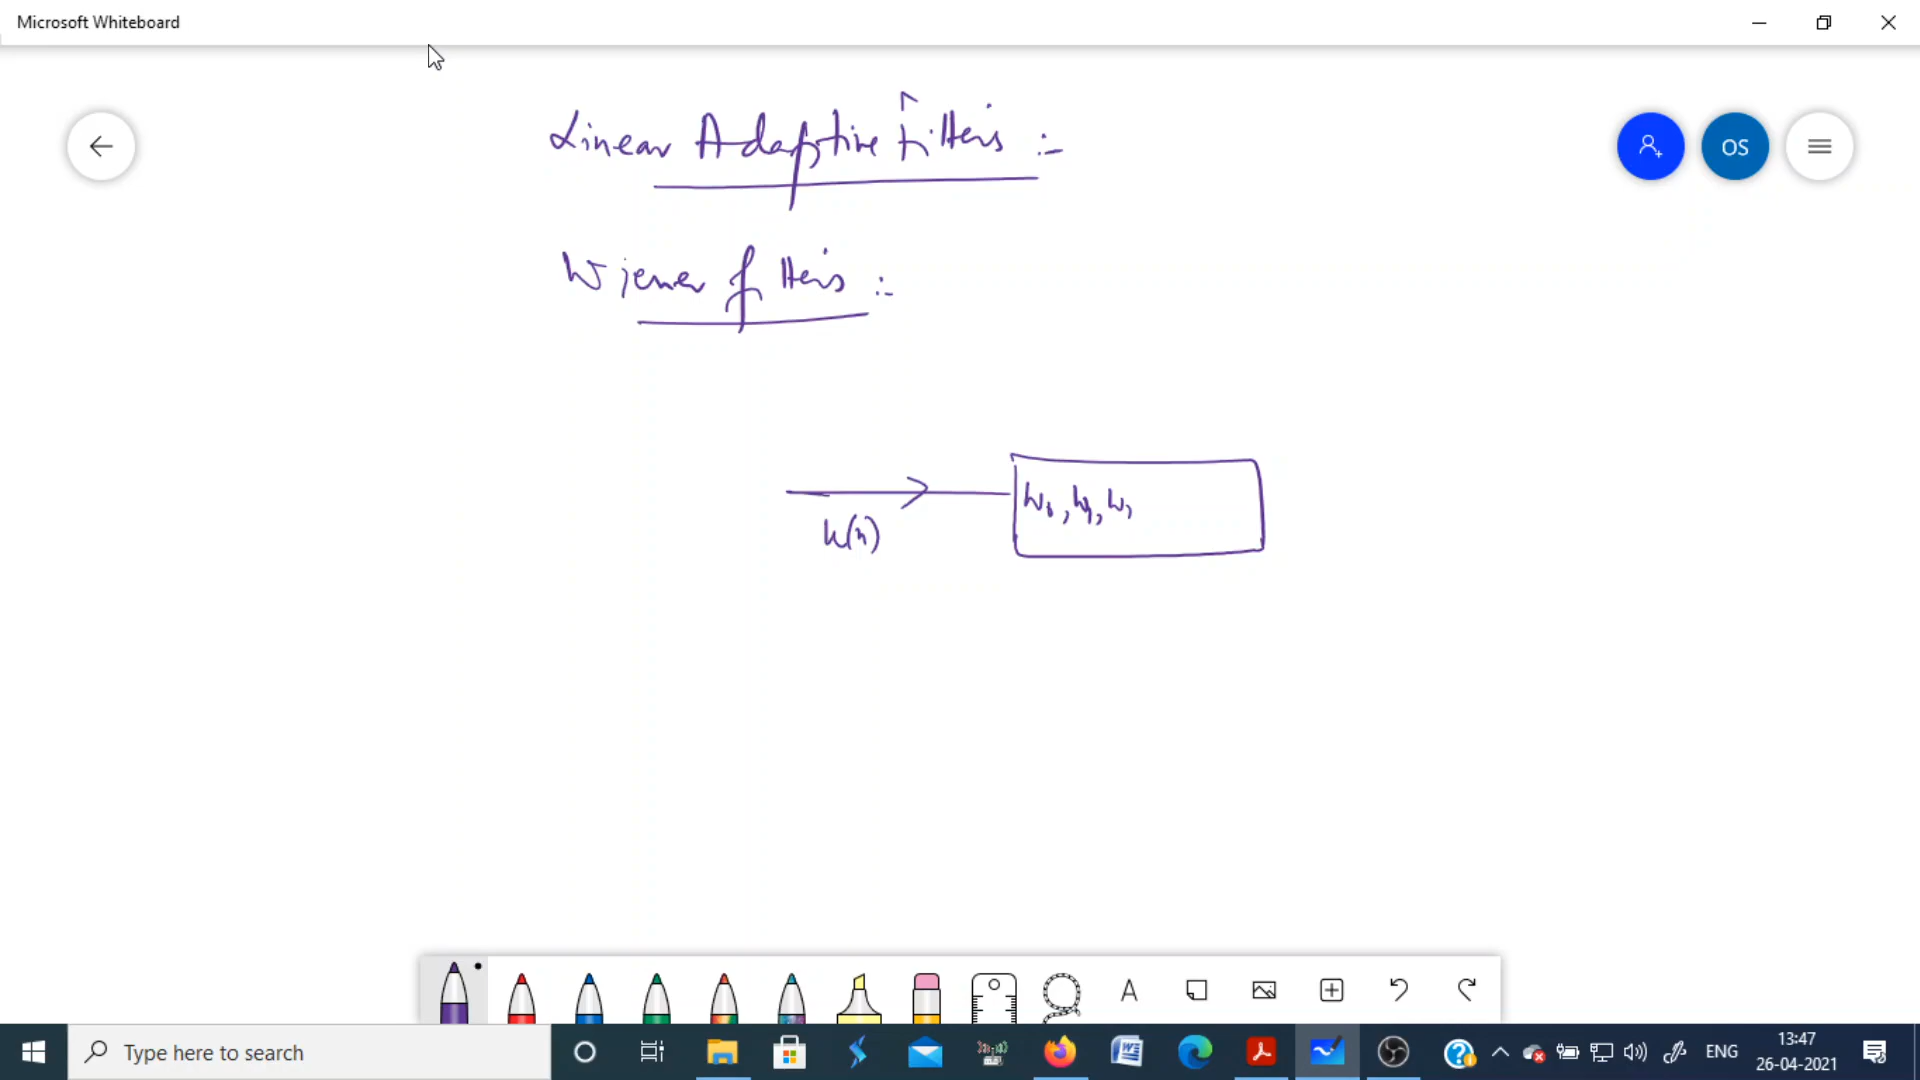 Microsoft Whiteboard
Linear Adaptive Filters :-
OS
Wiener filters :-
u(n)
w₀, w₁, w₂
A
Type here to search
ENG
13:47
26-04-2021